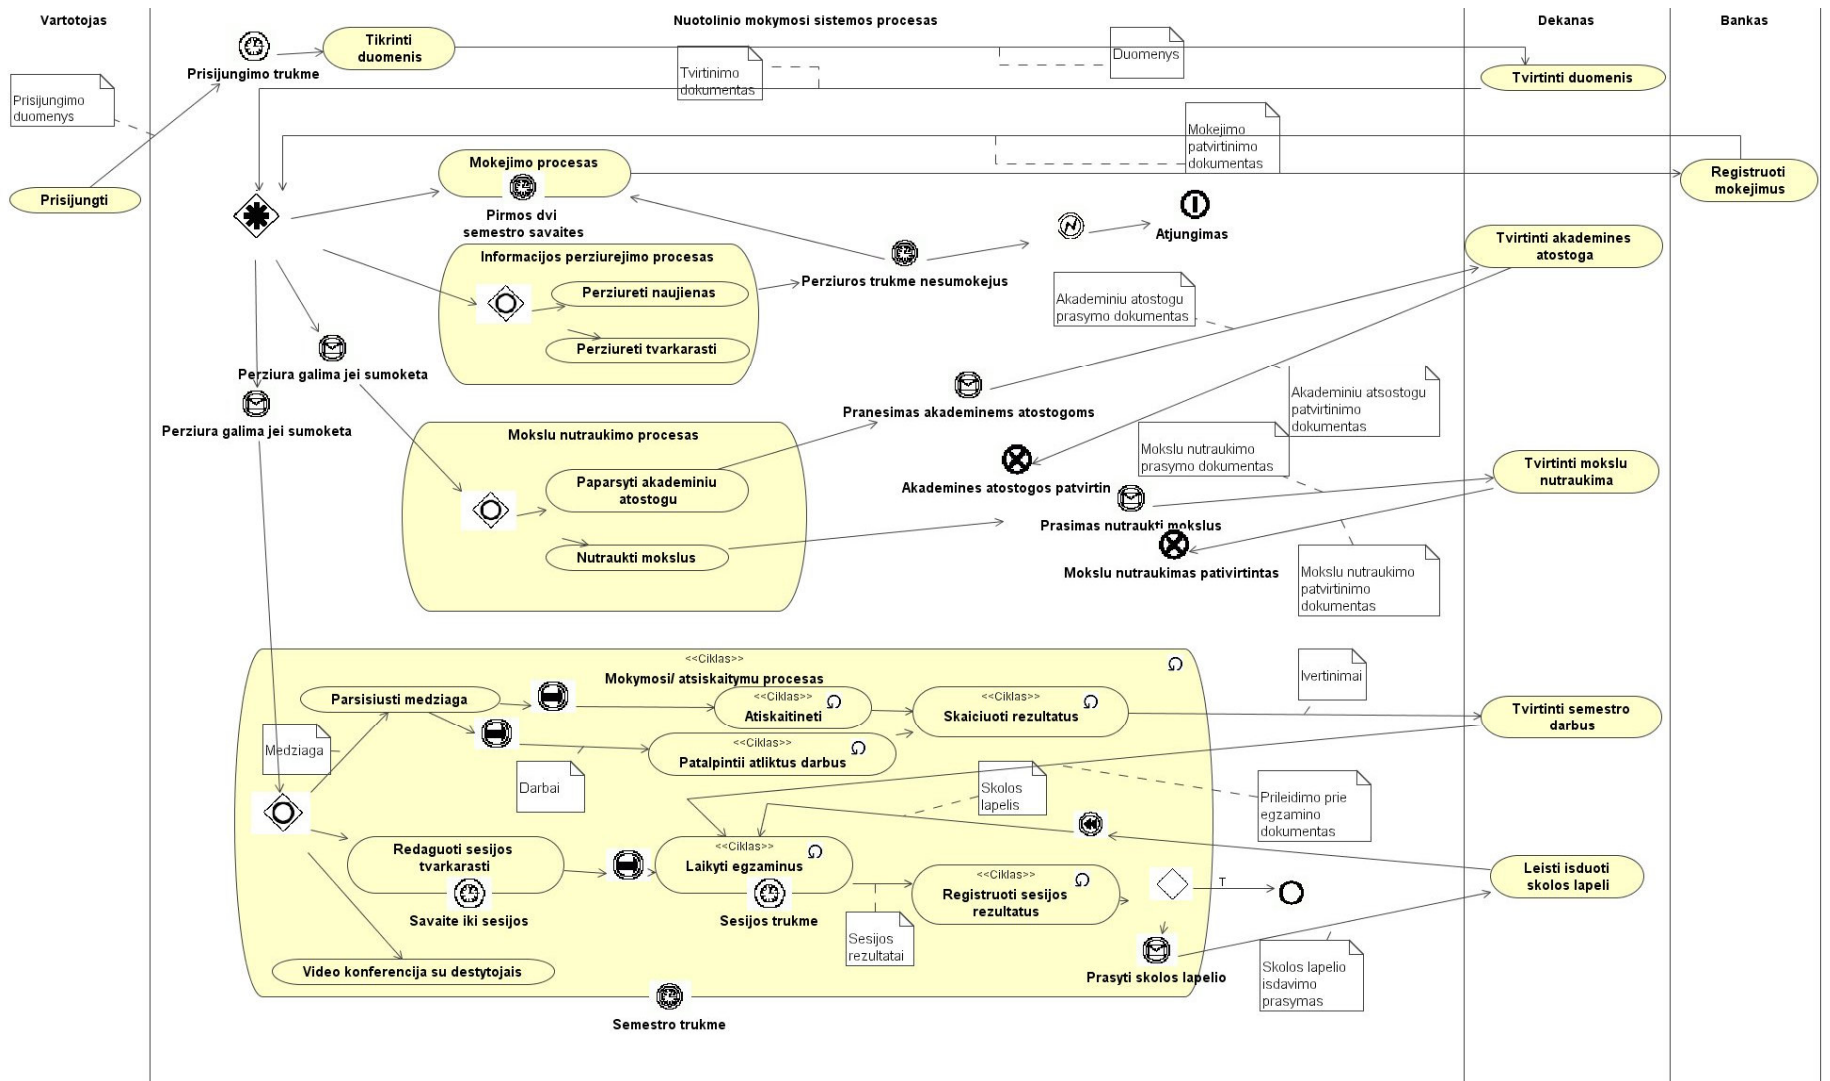 Vartotojas
Nuotolinio mokymosi sistemos procesas
Dekanas
Bankas
Prisijungimo trukme
Tikrinti
duomenis
Duomenys
Tvirtinimo
dokumentas
Tvirtinti duomenis
Prisijungimo
duomenys
Mokejimo
patvirtinimo
dokumentas
Prisijungti
Mokejimo procesas
Pirmos dvi
semestro savaites
Registruoti
mokejimus
Atjungimas
Tvirtinti akademines
atostoga
Informacijos perziurejimo procesas
Perziureti naujienas
Perziureti tvarkarasti
Perziuros trukme nesumokejus
Akademiniu atostogu
prasymo dokumentas
Perziura galima jei sumoketa
Perziura galima jei sumoketa
Pranesimas akademinems atostogoms
Akademiniu atsostogu
patvirtinimo
dokumentas
Mokslu nutraukimo procesas
Paparsyti akademiniu
atostogu
Nutraukti mokslus
Mokslu nutraukimo
prasymo dokumentas
Akademines atostogos patvirtin
Tvirtinti mokslu
nutraukima
Prasimas nutraukti mokslus
Mokslu nutraukimas pativirtintas
Mokslu nutraukimo
patvirtinimo
dokumentas
<<Ciklas>>
Mokymosi/ atsiskaitymu procesas
Ivertinimai
Parsisiusti medziaga
<<Ciklas>>
Atiskaitineti
<<Ciklas>>
Skaiciuoti rezultatus
Tvirtinti semestro
darbus
Medziaga
<<Ciklas>>
Patalpintii atliktus darbus
Darbai
Skolos
lapelis
Prileidimo prie
egzamino
dokumentas
Redaguoti sesijos
tvarkarasti
Savaite iki sesijos
<<Ciklas>>
Laikyti egzaminus
Sesijos trukme
<<Ciklas>>
Registruoti sesijos
rezultatus
T
Leisti isduoti
skolos lapeli
Sesijos
rezultatai
Prasyti skolos lapelio
Skolos lapelio
isdavimo
prasymas
Video konferencija su destytojais
Semestro trukme